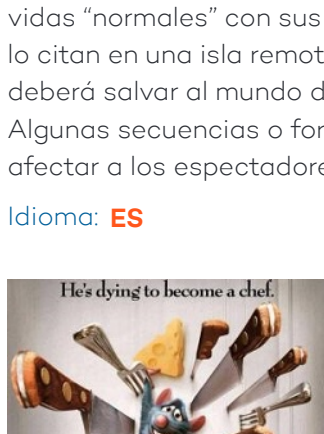 vidas “normales” con sus
lo citan en una isla remot
deberá salvar al mundo d
Algunas secuencias o for
afectar a los espectadore
Idioma: ES
He's dying to become a chef.